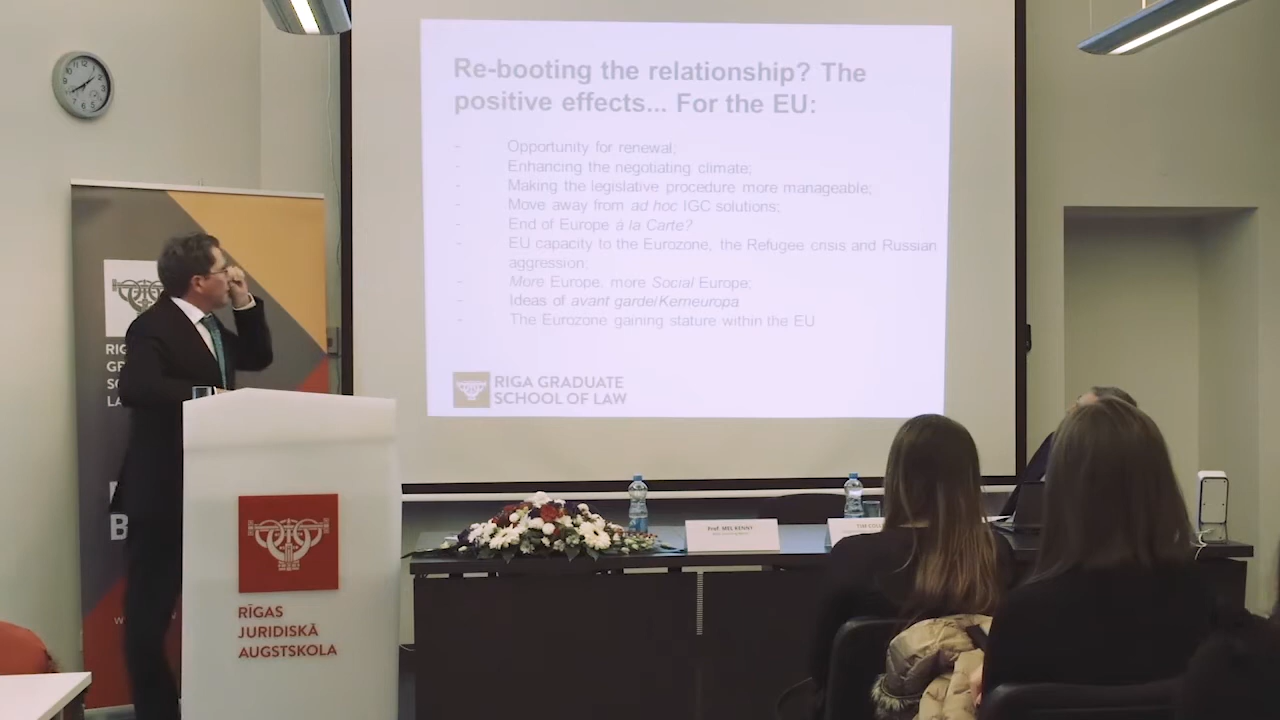 Re-booting the relationship? The
positive effects... For the EU:
- Opportunity for renewal;
- Enhancing the negotiating climate;
- Making the legislative procedure more manageable;
- Move away from ad hoc IGC solutions;
- End of Europe à la Carte?
- EU capacity to the Eurozone, the Refugee crisis and Russian
aggression;
- More Europe, more Social Europe;
- Ideas of avant garde/Kerneuropa
- The Eurozone gaining stature within the EU
RIGA GRADUATE
SCHOOL OF LAW
Prof. MEL KENNY
RĪGAS
JURIDISKĀ
AUGSTSKOLA